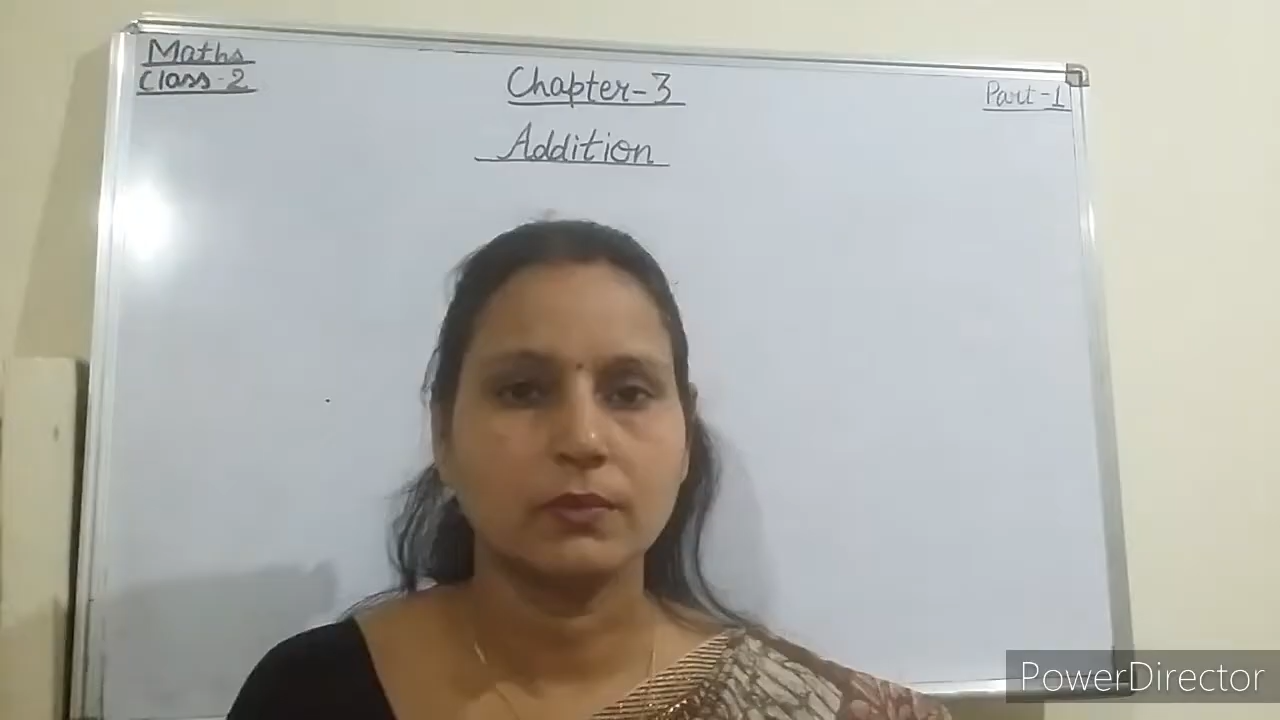 Maths
Class-2
Chapter-3
Part-1
Addition
PowerDirector